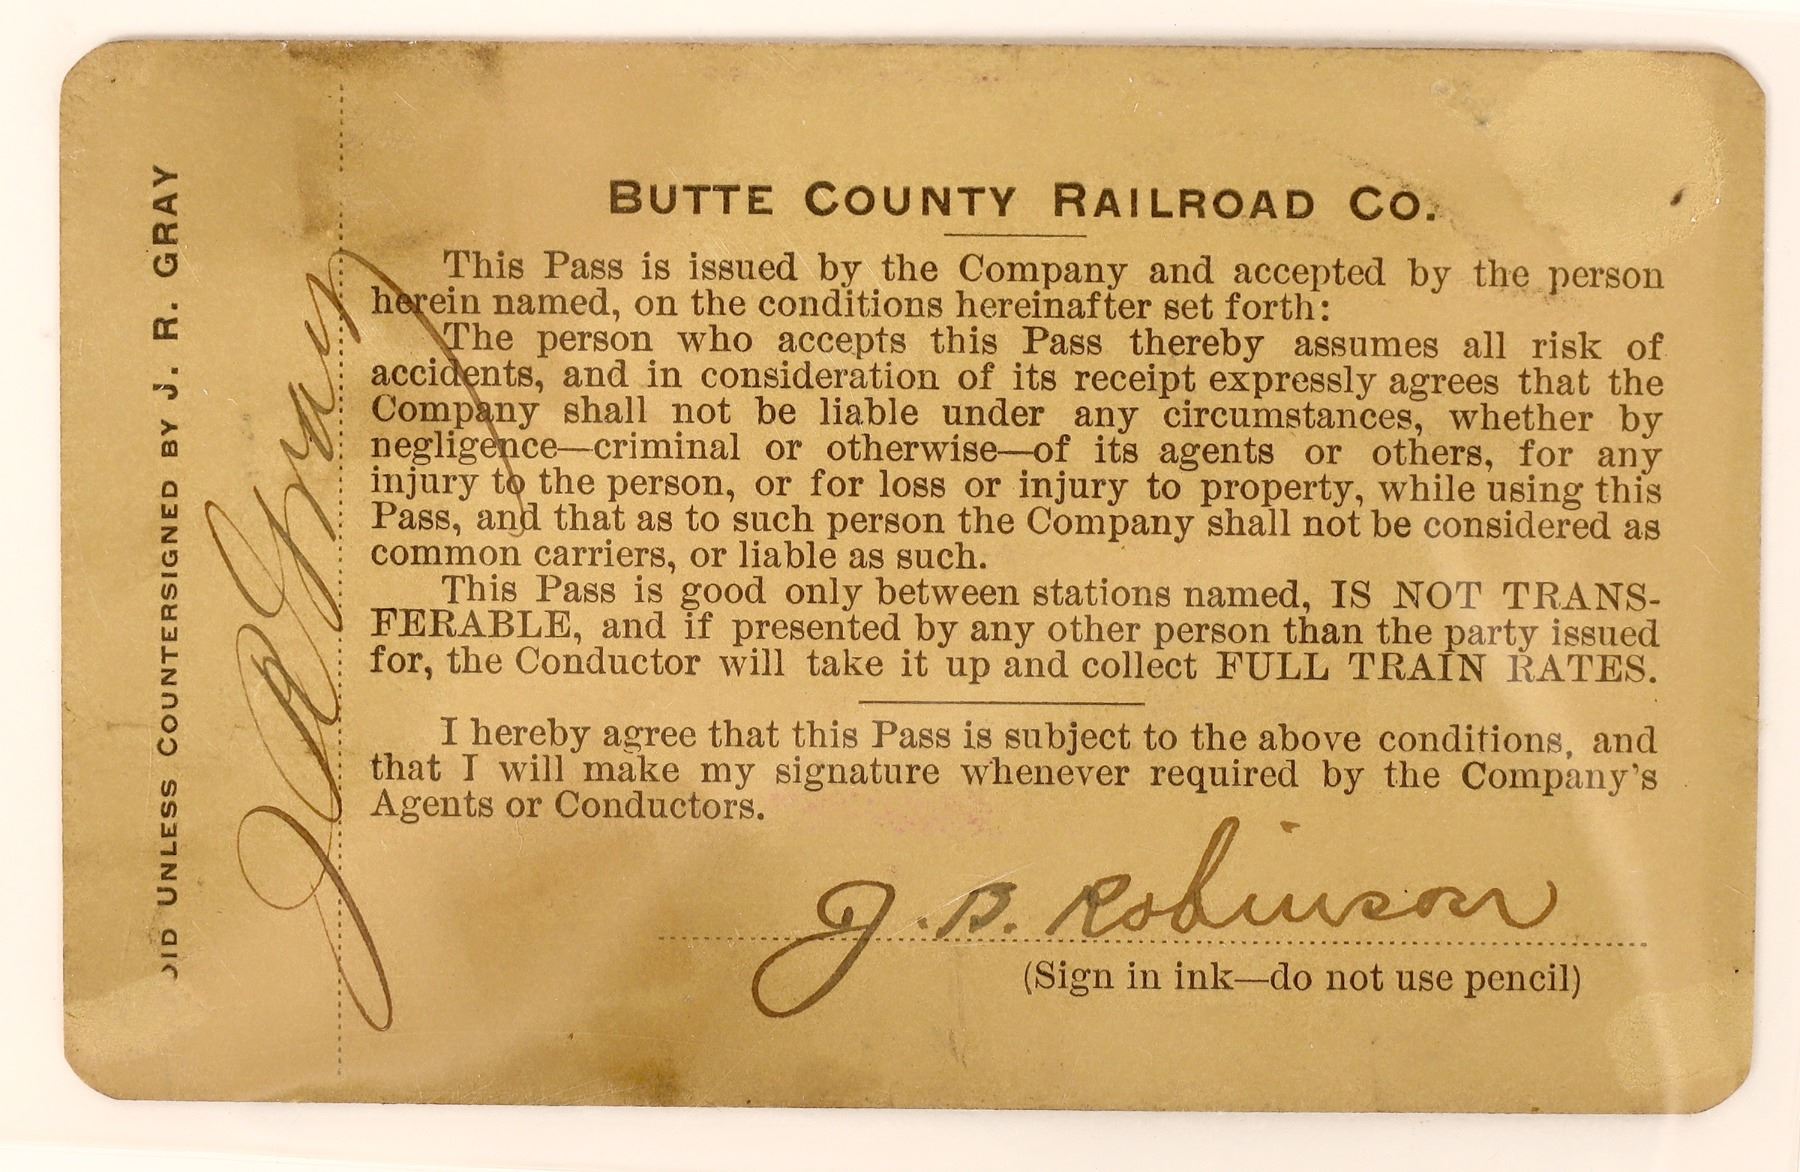 BUTTE COUNTY RAILROAD CO.
This Pass is issued by the Company and accepted by the person
herein named, on the conditions hereinafter set forth:
The person who accepts this Pass thereby assumes all risk of
accidents, and in consideration of its receipt expressly agrees that the
Company shall not be liable under any circumstances, whether by
negligence—criminal or otherwise—of its agents or others, for any
injury to the person, or for loss or injury to property, while using this
Pass, and that as to such person the Company shall not be considered as
common carriers, or liable as such.
This Pass is good only between stations named, IS NOT TRANS-
FERABLE, and if presented by any other person than the party issued
for, the Conductor will take it up and collect FULL TRAIN RATES.
I hereby agree that this Pass is subject to the above conditions, and
that I will make my signature whenever required by the Company's
Agents or Conductors.
J. B. Robinson
(Sign in ink—do not use pencil)
OID UNLESS COUNTERSIGNED BY J. R. GRAY
J R Gray